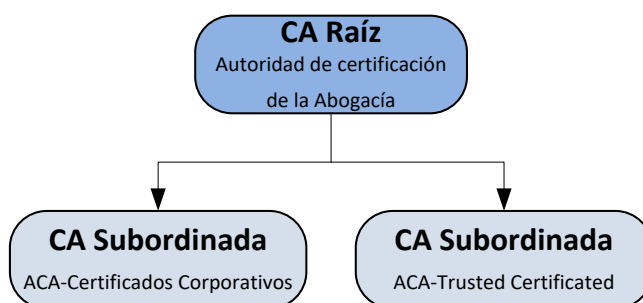 CA Raíz
Autoridad de certificación
de la Abogacía
CA Subordinada
ACA-Certificados Corporativos
CA Subordinada
ACA-Trusted Certificated